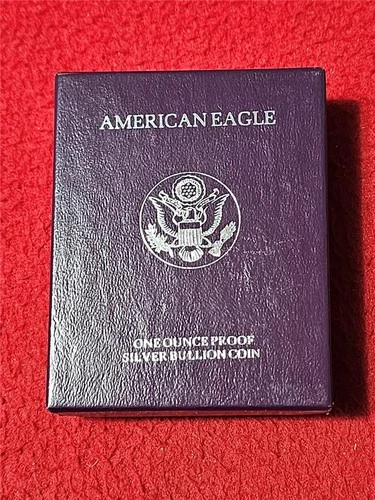 AMERICAN EAGLE
ONE OUNCE PROOF
SILVER BULLION COIN